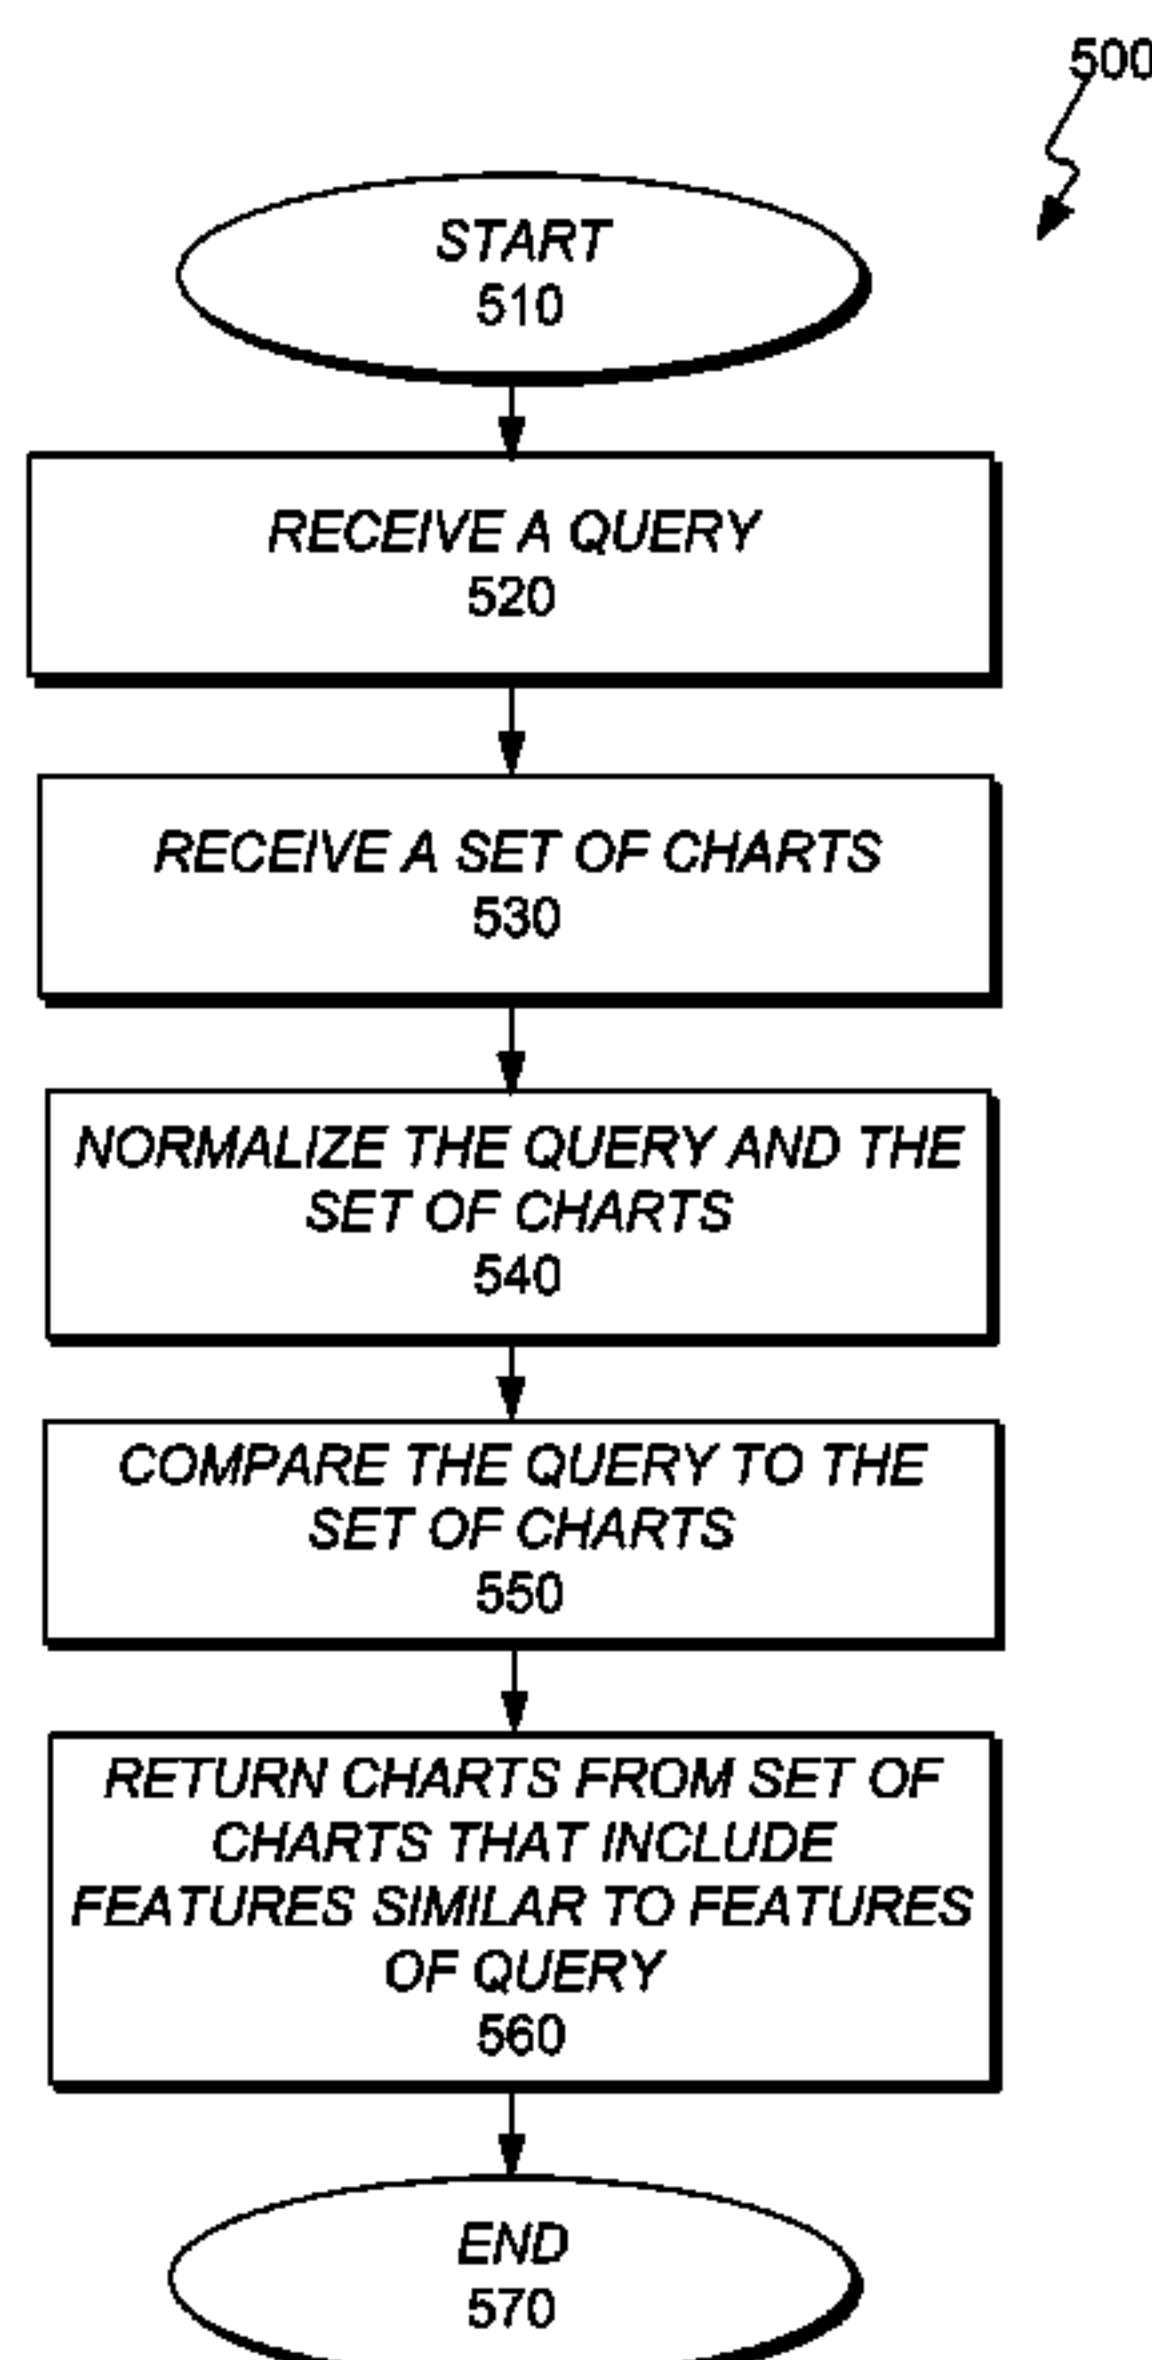 500
START
510
RECEIVE A QUERY
520
RECEIVE A SET OF CHARTS
530
NORMALIZE THE QUERY AND THE
SET OF CHARTS
540
COMPARE THE QUERY TO THE
SET OF CHARTS
550
RETURN CHARTS FROM SET OF
CHARTS THAT INCLUDE
FEATURES SIMILAR TO FEATURES
OF QUERY
560
END
570